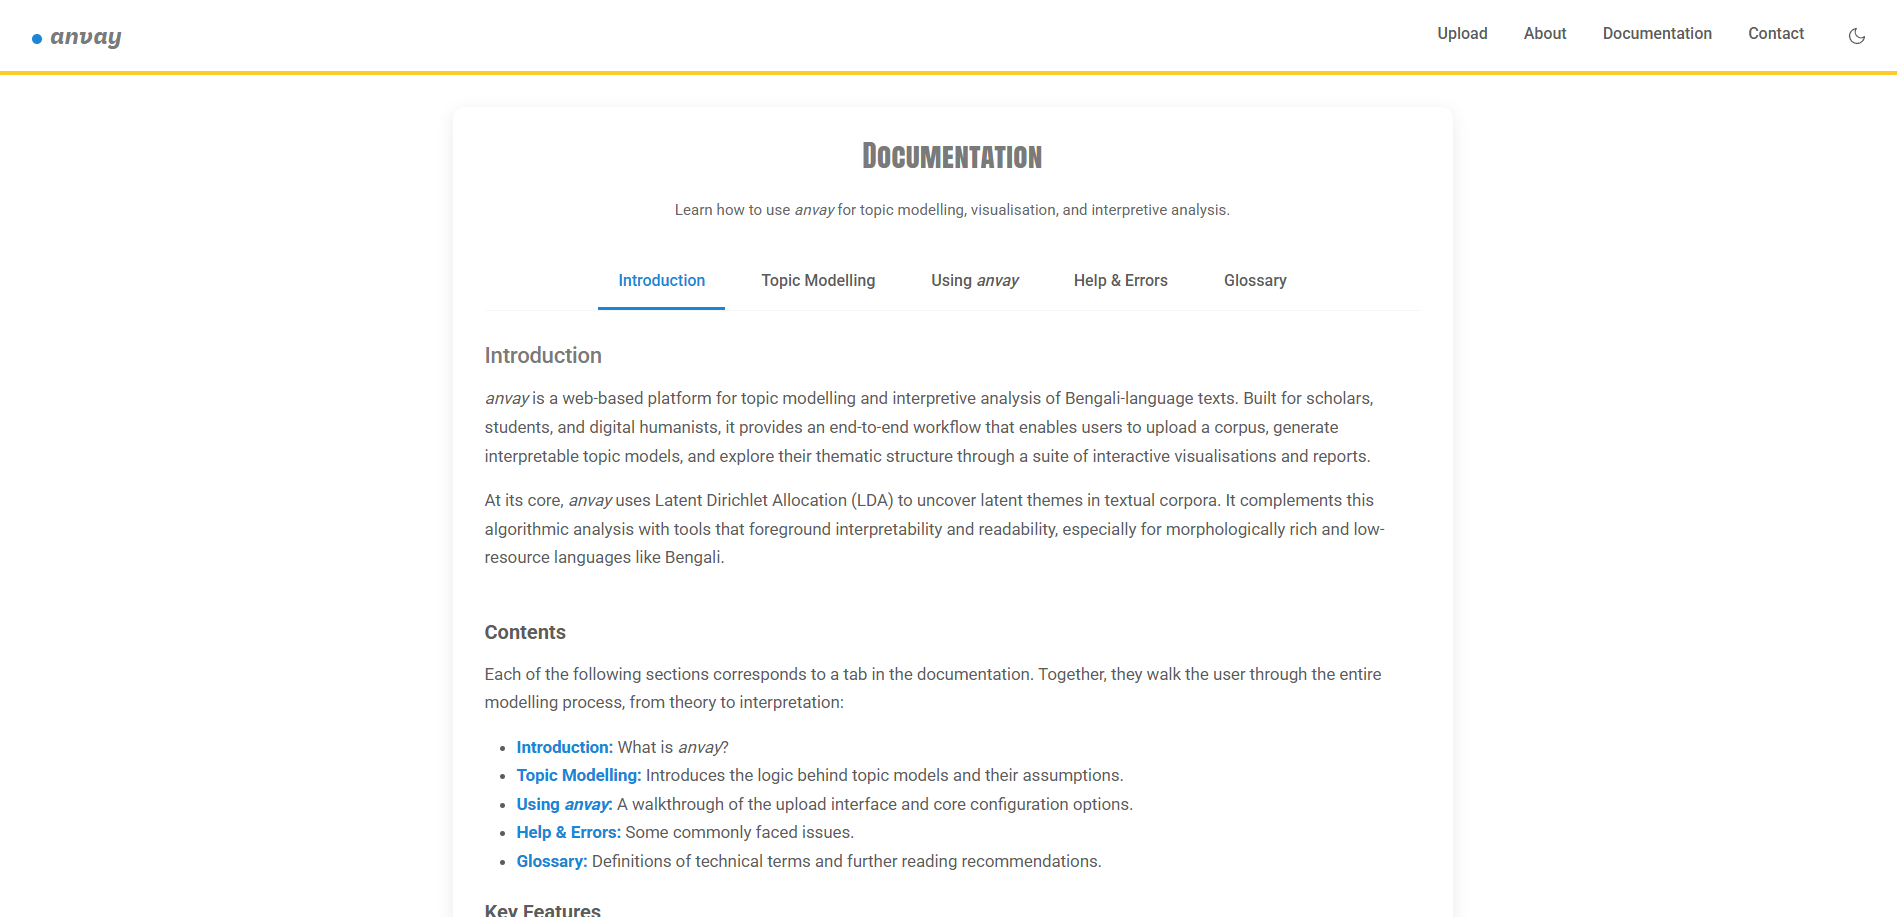 anvay
Upload
About
Documentation
Contact
Documentation
Learn how to use anvay for topic modelling, visualisation, and interpretive analysis.
Introduction
Topic Modelling
Using anvay
Help & Errors
Glossary
Introduction
anvay is a web-based platform for topic modelling and interpretive analysis of Bengali-language texts. Built for scholars,
students, and digital humanists, it provides an end-to-end workflow that enables users to upload a corpus, generate
interpretable topic models, and explore their thematic structure through a suite of interactive visualisations and reports.
At its core, anvay uses Latent Dirichlet Allocation (LDA) to uncover latent themes in textual corpora. It complements this
algorithmic analysis with tools that foreground interpretability and readability, especially for morphologically rich and low-
resource languages like Bengali.
Contents
Each of the following sections corresponds to a tab in the documentation. Together, they walk the user through the entire
modelling process, from theory to interpretation:
• Introduction: What is anvay?
• Topic Modelling: Introduces the logic behind topic models and their assumptions.
• Using anvay: A walkthrough of the upload interface and core configuration options.
• Help & Errors: Some commonly faced issues.
• Glossary: Definitions of technical terms and further reading recommendations.
Key Features